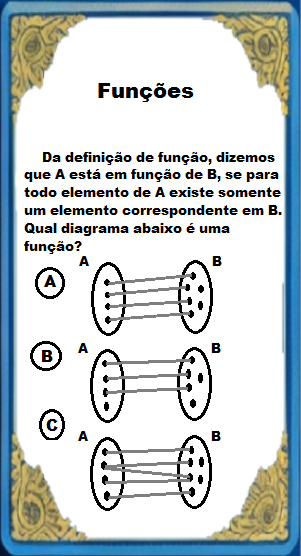 Funções
Da definição de função, dizemos
que A está em função de B, se para
todo elemento de A existe somente
um elemento correspondente em B.
Qual diagrama abaixo é uma
função?
A B
A
A B
B
C
A B